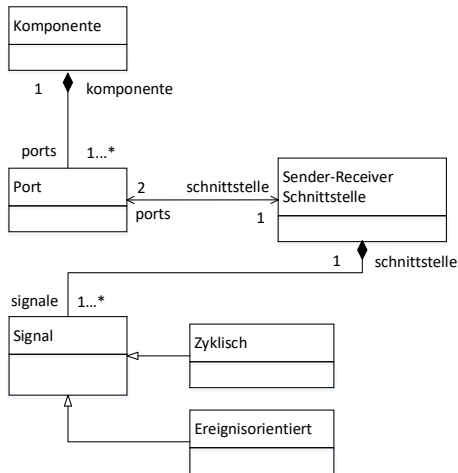 Komponente
1 komponente
ports 1...*
Port
2 schnittstelle
ports 1
Sender-Receiver
Schnittstelle
1 schnittstelle
signale 1...*
Signal
Zyklisch
Ereignisorientiert